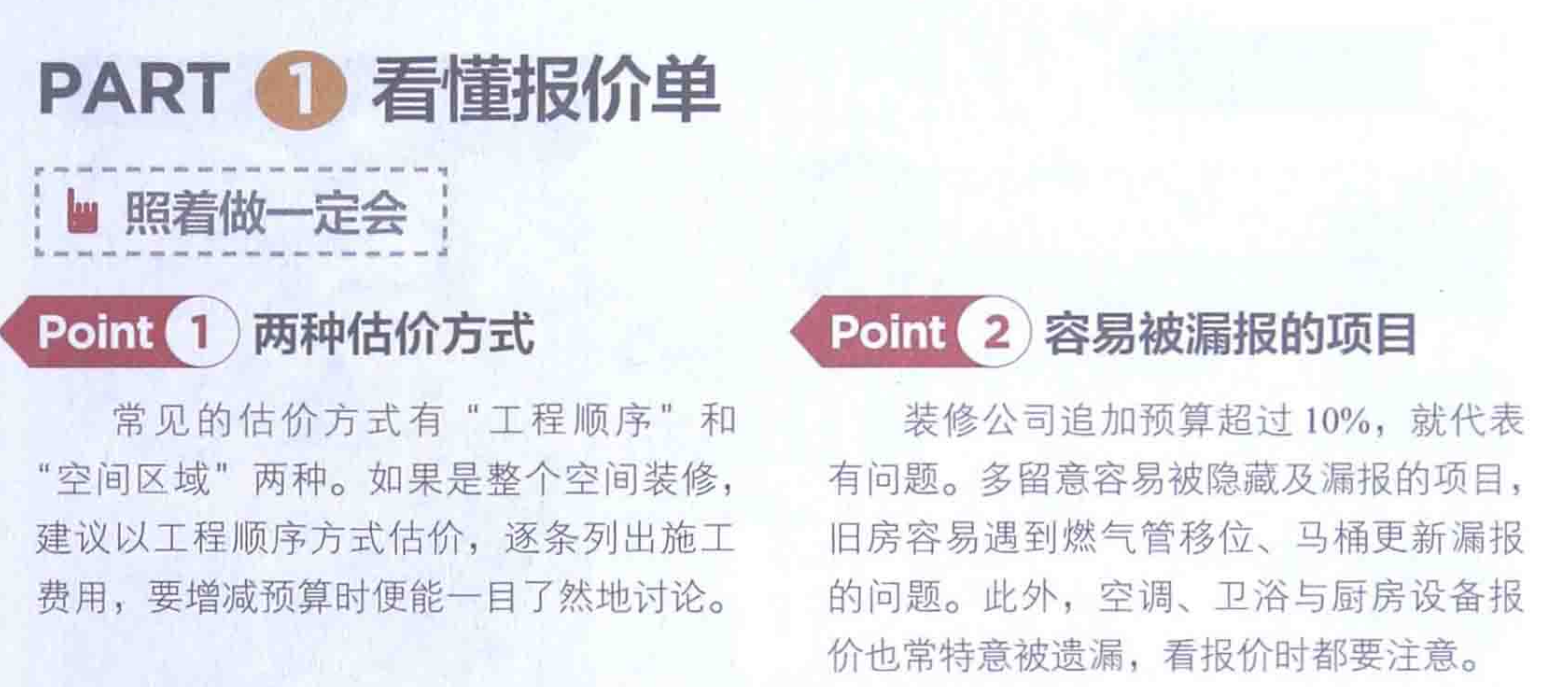 PART 1 看懂报价单
照着做一定会
Point 1 两种估价方式
常见的估价方式有“工程顺序”和
“空间区域”两种。如果是整个空间装修，
建议以工程顺序方式估价，逐条列出施工
费用，要增减预算时便能一目了然地讨论。
Point 2 容易被漏报的项目
装修公司追加预算超过 10%，就代表
有问题。多留意容易被隐藏及漏报的项目，
旧房容易遇到燃气管移位、马桶更新漏报
的问题。此外，空调、卫浴与厨房设备报
价也常特意被遗漏，看报价时都要注意。